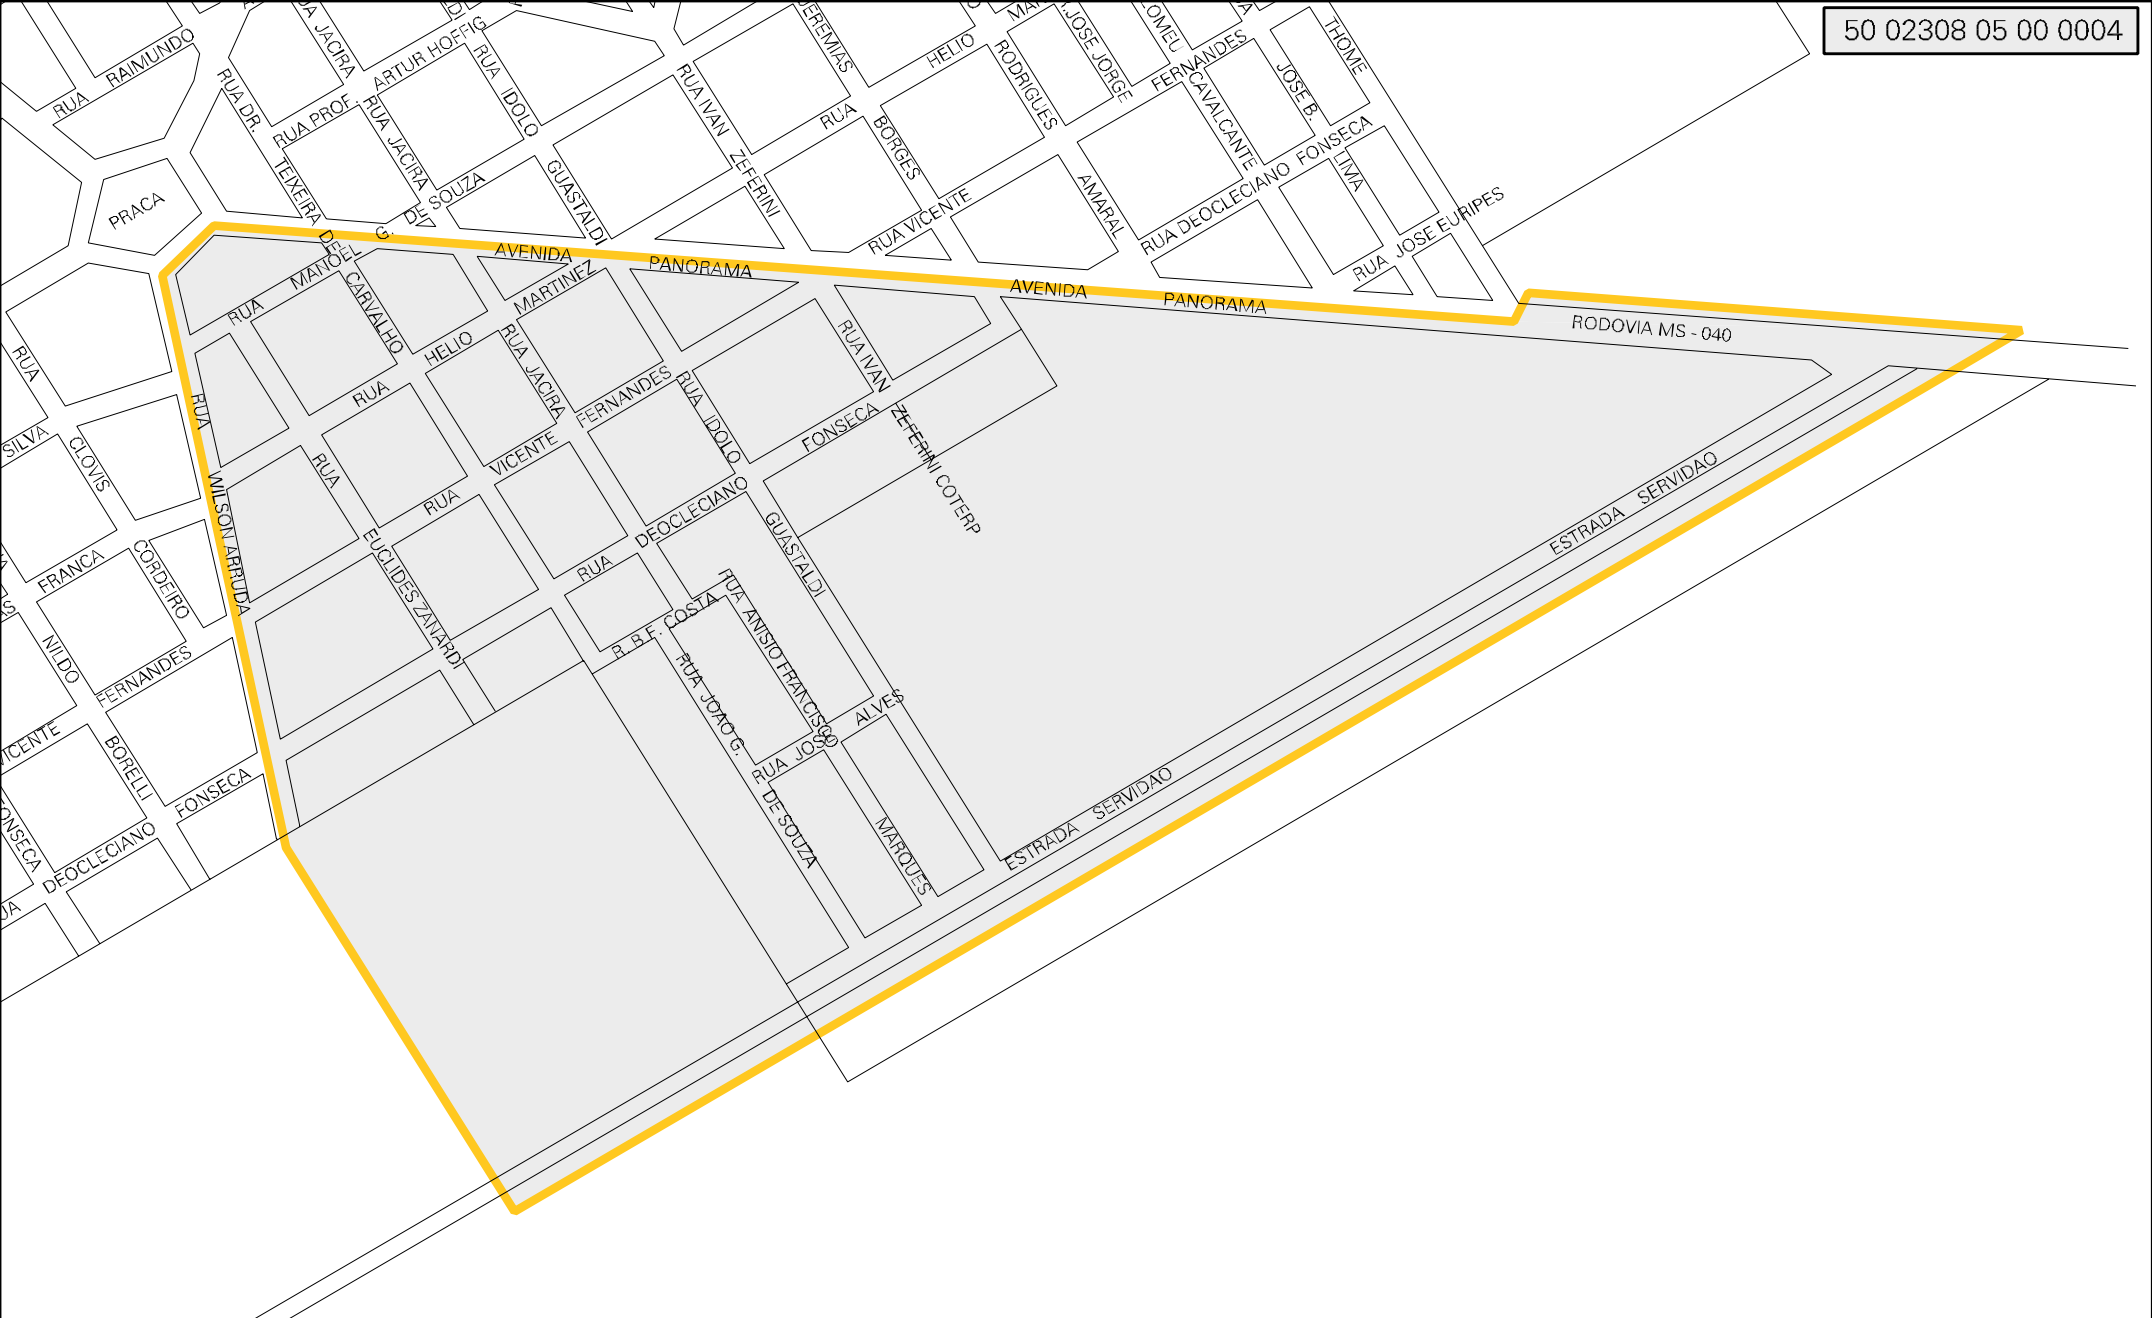 50 02308 05 00 0004
RUA RAIMUNDO
PRACA
RUA DR. TEIXEIRA DE CARVALHO
JACIRA
ARTUR HOFFIG
RUA PROF.
RUA JACIRA
RUA IDOLO
GUASTALDI
G. DE SOUZA
RUA IVAN ZEFERINI
JEREMIAS
RUA HELIO
BORGES
RODRIGUES
AMARAL
RUA VICENTE
FERNANDES
JOSE JORGE
CAVALCANTE
JOSE B. LIMA
THOME
RUA DEOCLECIANO FONSECA
RUA JOSE EURIPES
AVENIDA PANORAMA
AVENIDA PANORAMA
RODOVIA MS - 040
RUA MANOEL
RUA HELIO MARTINEZ
RUA JACIRA
RUA VICENTE FERNANDES
RUA IDOLO GUASTALDI
RUA DEOCLECIANO FONSECA
RUA IVAN ZEFERINI COTERP
RUA WILSON ARRUDA
RUA EUCLIDES ZANARDI
R. B.F. COSTA
RUA ANISIO FRANCISCO MARQUES
RUA JOAO G. DE SOUZA
RUA JOSE ALVES
ESTRADA SERVIDAO
ESTRADA SERVIDAO
RUA CLOVIS CORDEIRO
SILVA
FRANCA
NILDO BORELLI
VICENTE FERNANDES
DEOCLECIANO FONSECA